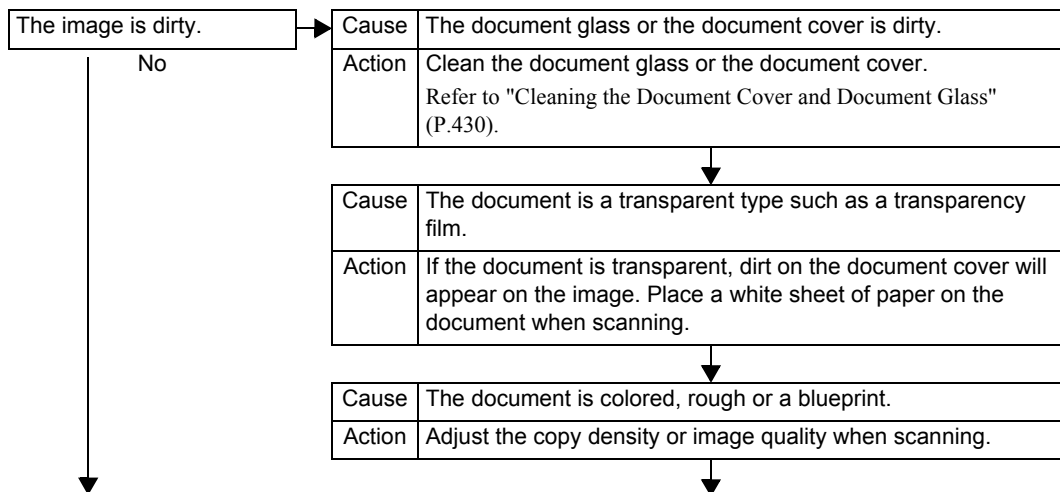 The image is dirty.
No
Cause
The document glass or the document cover is dirty.
Action
Clean the document glass or the document cover.
Refer to "Cleaning the Document Cover and Document Glass"
(P.430).
Cause
The document is a transparent type such as a transparency
film.
Action
If the document is transparent, dirt on the document cover will
appear on the image. Place a white sheet of paper on the
document when scanning.
Cause
The document is colored, rough or a blueprint.
Action
Adjust the copy density or image quality when scanning.